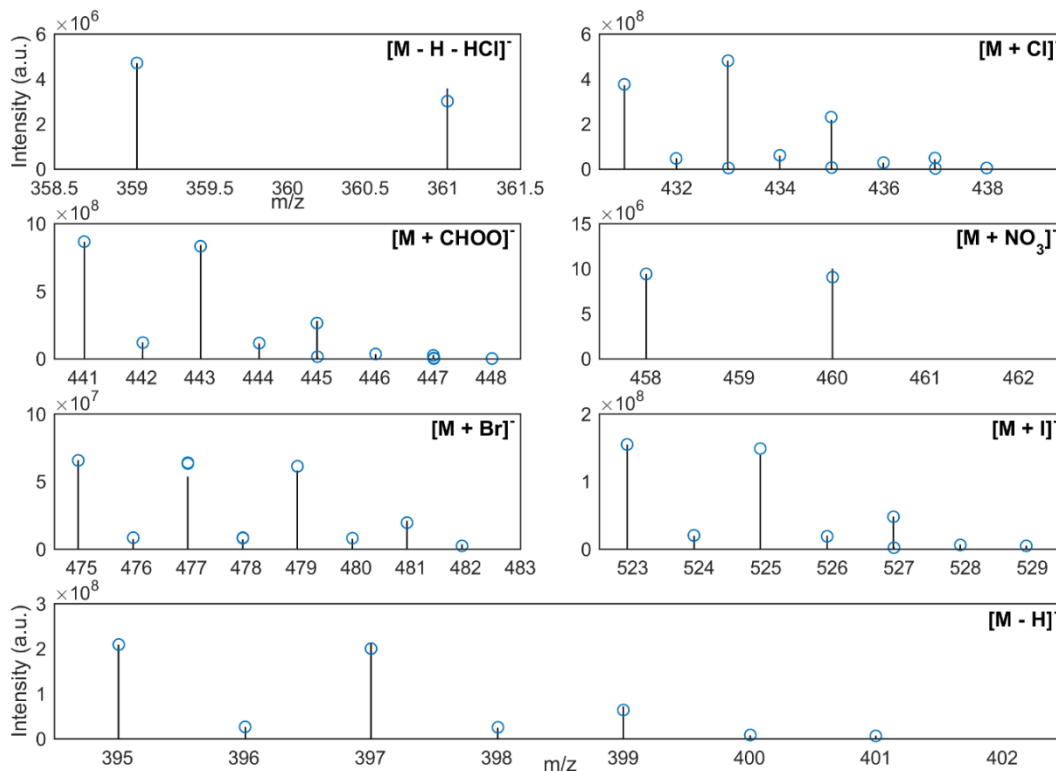 ×10⁶
[M - H - HCl]⁻
Intensity (a.u.)
6
4
2
0
358.5 359 359.5 360 360.5 361 361.5
m/z
×10⁸
[M + Cl]⁻
6
4
2
0
432 434 436 438
×10⁸
[M + CHOO]⁻
10
5
0
441 442 443 444 445 446 447 448
×10⁶
[M + NO₃]⁻
15
10
5
0
458 459 460 461 462
×10⁷
[M + Br]⁻
10
5
0
475 476 477 478 479 480 481 482 483
×10⁸
[M + I]⁻
2
1
0
523 524 525 526 527 528 529
×10⁸
[M - H]⁻
Intensity (a.u.)
3
2
1
0
395 396 397 398 399 400 401 402
m/z